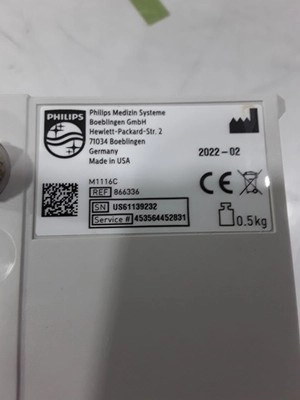 PHILIPS
Philips Medizin Systeme
Boeblingen GmbH
Hewlett-Packard-Str. 2
71034 Boeblingen
Germany
Made in USA
2022-02
M1116C
REF 866336
SN US61139232
Service # 453564452831
CE
0.5kg